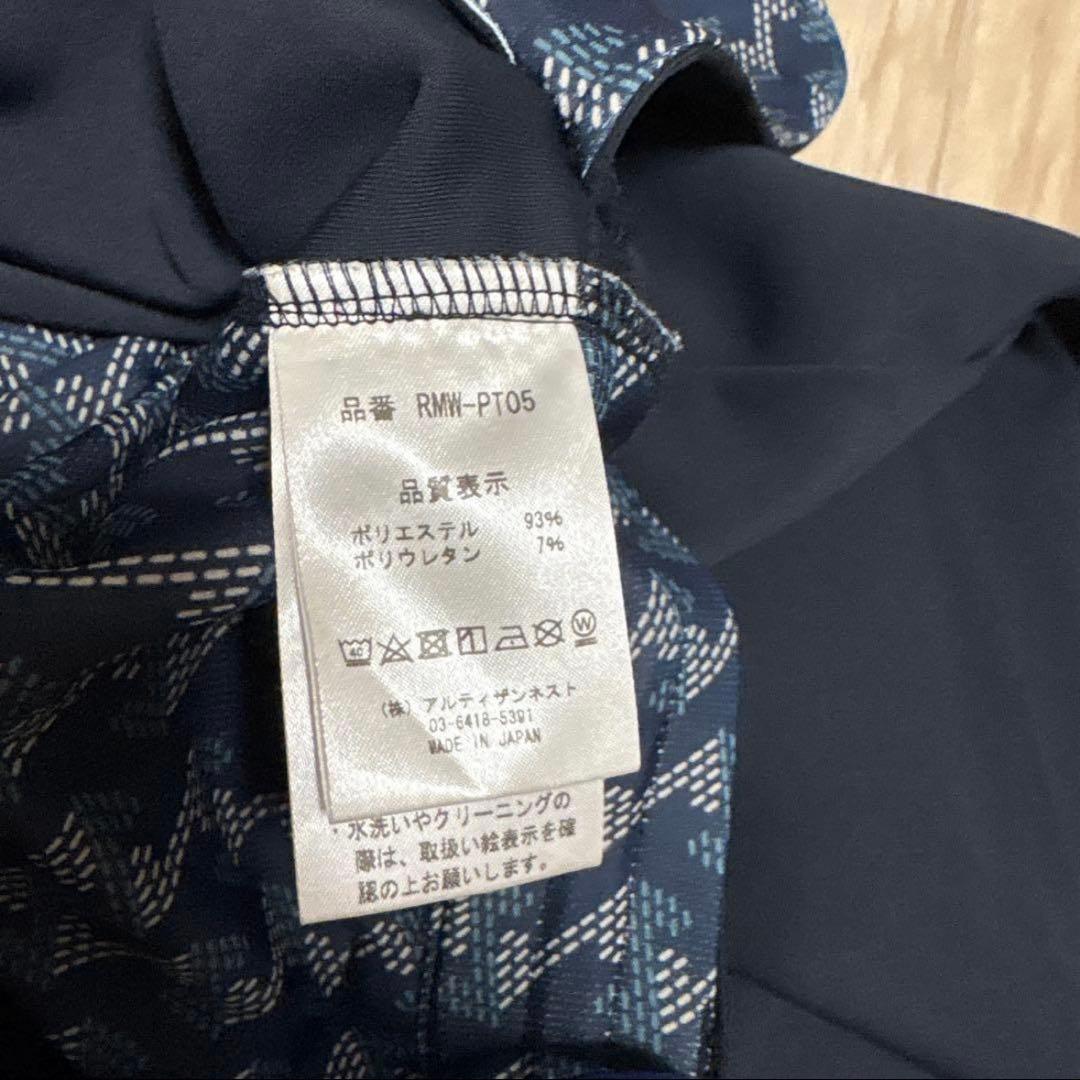 品番 RMW-PT05
品質表示
ポリエステル 93%
ポリウレタン 7%
40 W
(株)アルティザンネスト
03-6418-5391
MADE IN JAPAN
・水洗いやクリーニングの
際は、取扱い絵表示を確
認の上お願いします。